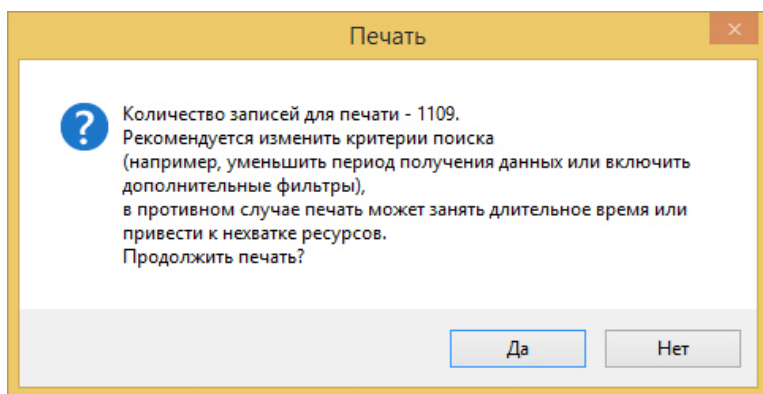 Печать
Количество записей для печати - 1109.
Рекомендуется изменить критерии поиска
(например, уменьшить период получения данных или включить
дополнительные фильтры),
в противном случае печать может занять длительное время или
привести к нехватке ресурсов.
Продолжить печать?
Да Нет